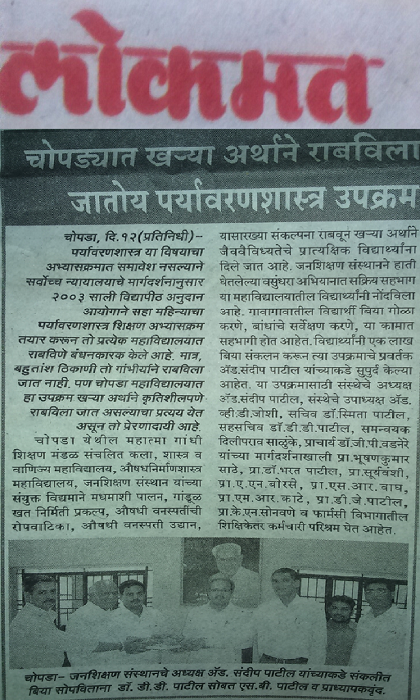 लोकमत
चोपड्यात खऱ्या अर्थाने राबविला
जातोय पर्यावरणशास्त्र उपक्रम
चोपडा, दि.१२(प्रतिनिधी)–
पर्यावरणशास्त्र या विषयाचा
अभ्यासक्रमात समावेश नसल्याने
सर्वोच्च न्यायालयाचे मार्गदर्शनानुसार
२००३ साली विद्यापीठ अनुदान
आयोगाने सहा महिन्याचा
पर्यावरणशास्त्र शिक्षण अभ्यासक्रम
तयार करून तो प्रत्येक महाविद्यालयात
राबविणे बंधनकारक केले आहे. मात्र,
बहुतांश ठिकाणी तो गांभीर्याने राबविला
जात नाही. पण चोपडा महाविद्यालयात
हा उपक्रम खऱ्या अर्थाने कृतिशीलपणे
राबविला जात असल्याचा प्रत्यय येत
असून तो प्रेरणादायी आहे.
चोपडा येथील महात्मा गांधी
शिक्षण मंडळ संचलित कला, शास्त्र व
वाणिज्य महाविद्यालय, औषधनिर्माणशास्त्र
महाविद्यालय, जनशिक्षण संस्थान यांच्या
संयुक्त विद्यमाने मधमाशी पालन, गांडूळ
खत निर्मिती प्रकल्प, औषधी वनस्पतींची
रोपवाटिका, औषधी वनस्पती उद्यान,
यासारख्या संकल्पना राबवून खऱ्या अर्थाने
जैववैविध्यतेचे प्रात्यक्षिक विद्यार्थ्यांना
दिले जात आहे. जनशिक्षण संस्थानने हाती
घेतलेल्या वसुंधरा अभियानात सक्रिय सहभाग
या महाविद्यालयातील विद्यार्थ्यांनी नोंदविला
आहे. गावागावातील विद्यार्थी बिया गोळा
करणे, बांधांचे सर्वेक्षण करणे, या कामात
सहभागी होत आहेत. विद्यार्थ्यांनी एक लाख
बिया संकलन करून त्या उपक्रमाचे प्रवर्तक
अ‍ॅड.संदीप पाटील यांच्याकडे सुपुर्द केल्या
आहेत. या उपक्रमासाठी संस्थेचे अध्यक्ष
अ‍ॅड.संदीप पाटील, संस्थेचे उपाध्यक्ष अ‍ॅड.
व्ही.डी.जोशी, सचिव डॉ.स्मिता पाटील,
सहसचिव डॉ.डी.डी.पाटील, समन्वयक
दिलीपराव साळुंके, प्राचार्य डॉ.जी.पी.वडनेरे
यांच्या मार्गदर्शनाखाली प्रा.भूषणकुमार
साठे, प्रा.डॉ.भरत पाटील, प्रा.सूर्यवंशी,
प्रा.ए.एन.बोरसे, प्रा.एस.आर.वाघ,
प्रा.एम.आर.काटे, प्रा.डी.जे.पाटील,
प्रा.के.एन.सोनवणे व फार्मसी विभागातील
शिक्षिकेतर कर्मचारी परिश्रम घेत आहेत.
चोपडा– जनशिक्षण संस्थानचे अध्यक्ष अ‍ॅड. संदीप पाटील यांच्याकडे संकलीत
बिया सोपविताना डॉ. डी.डी. पाटील सोबत एस.बी. पाटील व प्राध्यापकवृंद.